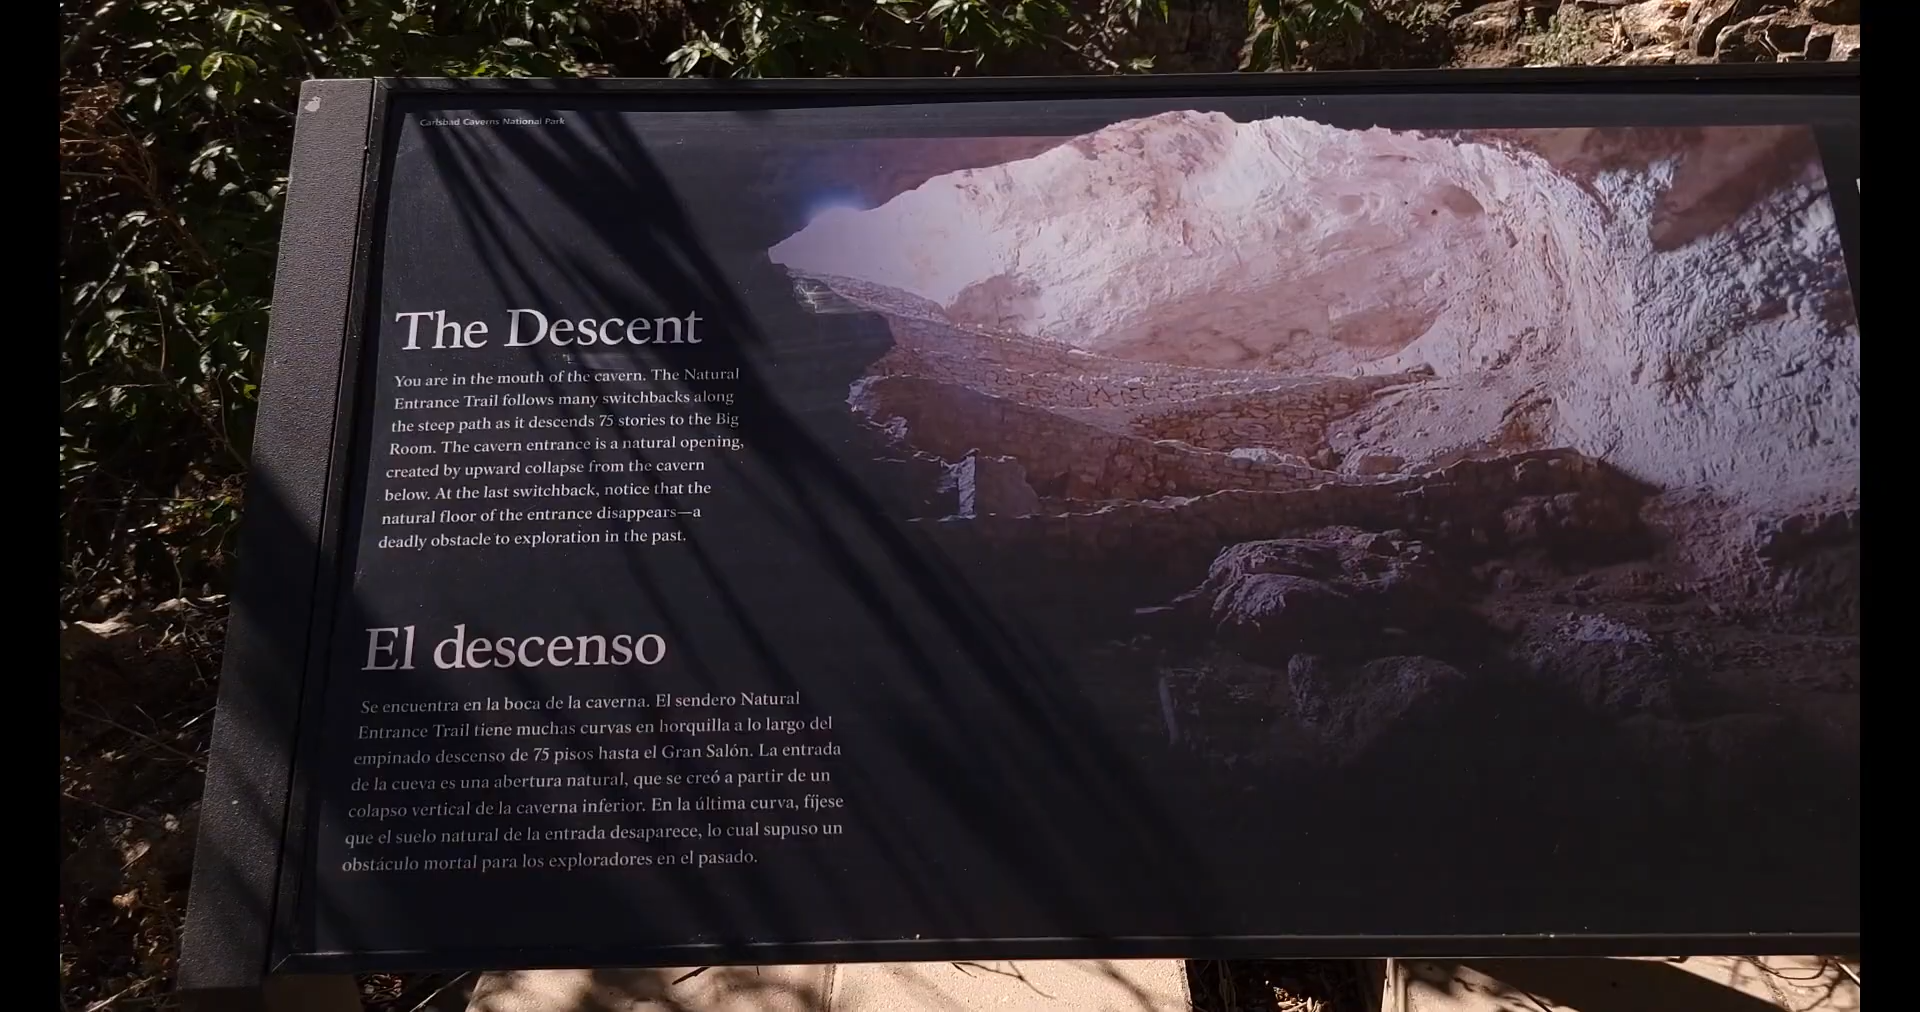 Carlsbad Caverns National Park
The Descent
You are in the mouth of the cavern. The Natural
Entrance Trail follows many switchbacks along
the steep path as it descends 75 stories to the Big
Room. The cavern entrance is a natural opening,
created by upward collapse from the cavern
below. At the last switchback, notice that the
natural floor of the entrance disappears—a
deadly obstacle to exploration in the past.
El descenso
Se encuentra en la boca de la caverna. El sendero Natural
Entrance Trail tiene muchas curvas en horquilla a lo largo del
empinado descenso de 75 pisos hasta el Gran Salón. La entrada
de la cueva es una abertura natural, que se creó a partir de un
colapso vertical de la caverna inferior. En la última curva, fíjese
que el suelo natural de la entrada desaparece, lo cual supuso un
obstáculo mortal para los exploradores en el pasado.